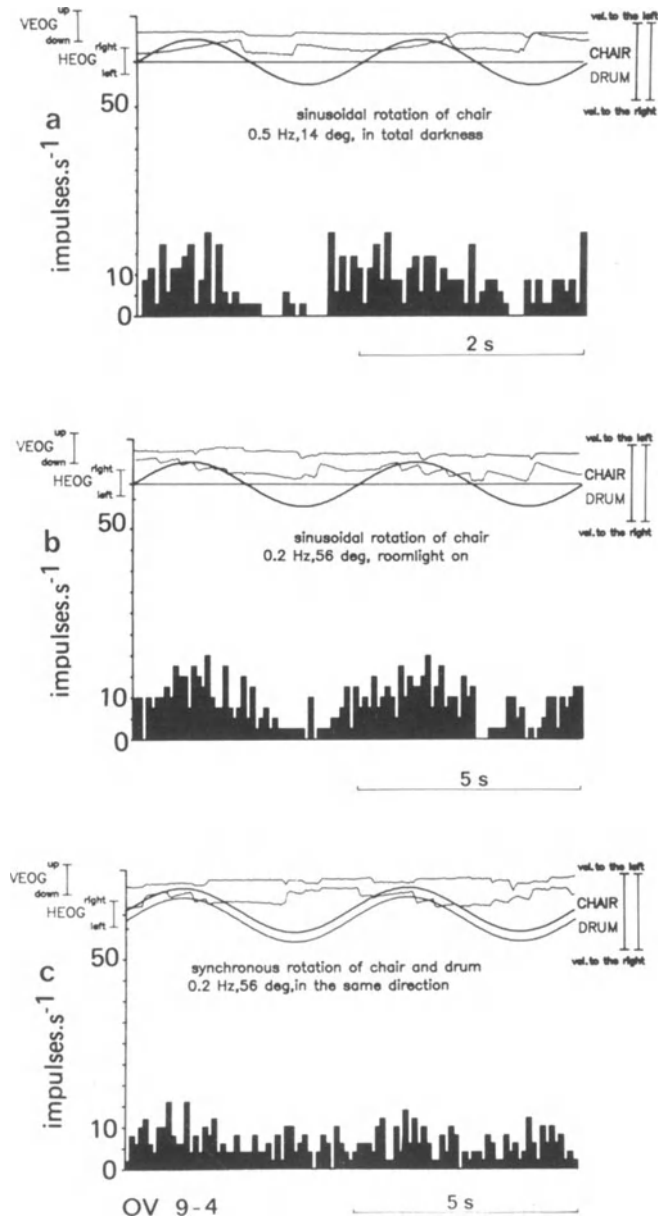 up
VEOG
down
right
HEOG
left
vel. to the left
CHAIR
DRUM
vel. to the right
50
a
sinusoidal rotation of chair
0.5 Hz,14 deg, in total darkness
impulses.s-1
10
0
2 s
up
VEOG
down
right
HEOG
left
vel. to the left
CHAIR
DRUM
vel. to the right
50
b
sinusoidal rotation of chair
0.2 Hz,56 deg, roomlight on
impulses.s-1
10
0
5 s
up
VEOG
down
right
HEOG
left
vel. to the left
CHAIR
DRUM
vel. to the right
50
c
synchronous rotation of chair and drum
0.2 Hz,56 deg,in the same direction
impulses.s-1
10
0
OV 9-4
5 s